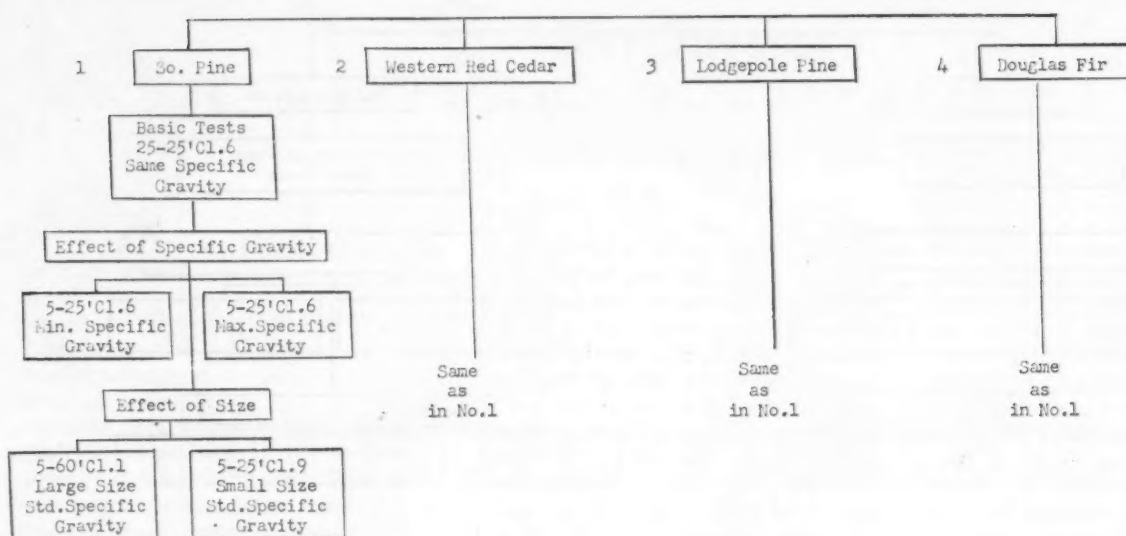 1 So. Pine 2 Western Red Cedar 3 Lodgepole Pine 4 Douglas Fir
Basic Tests
25-25'Cl.6
Same Specific
Gravity
Effect of Specific Gravity
5-25'Cl.6
Min. Specific
Gravity
5-25'Cl.6
Max.Specific
Gravity
Effect of Size
5-60'Cl.1
Large Size
Std.Specific
Gravity
5-25'Cl.9
Small Size
Std.Specific
Gravity
Same
as
in No.1
Same
as
in No.1
Same
as
in No.1